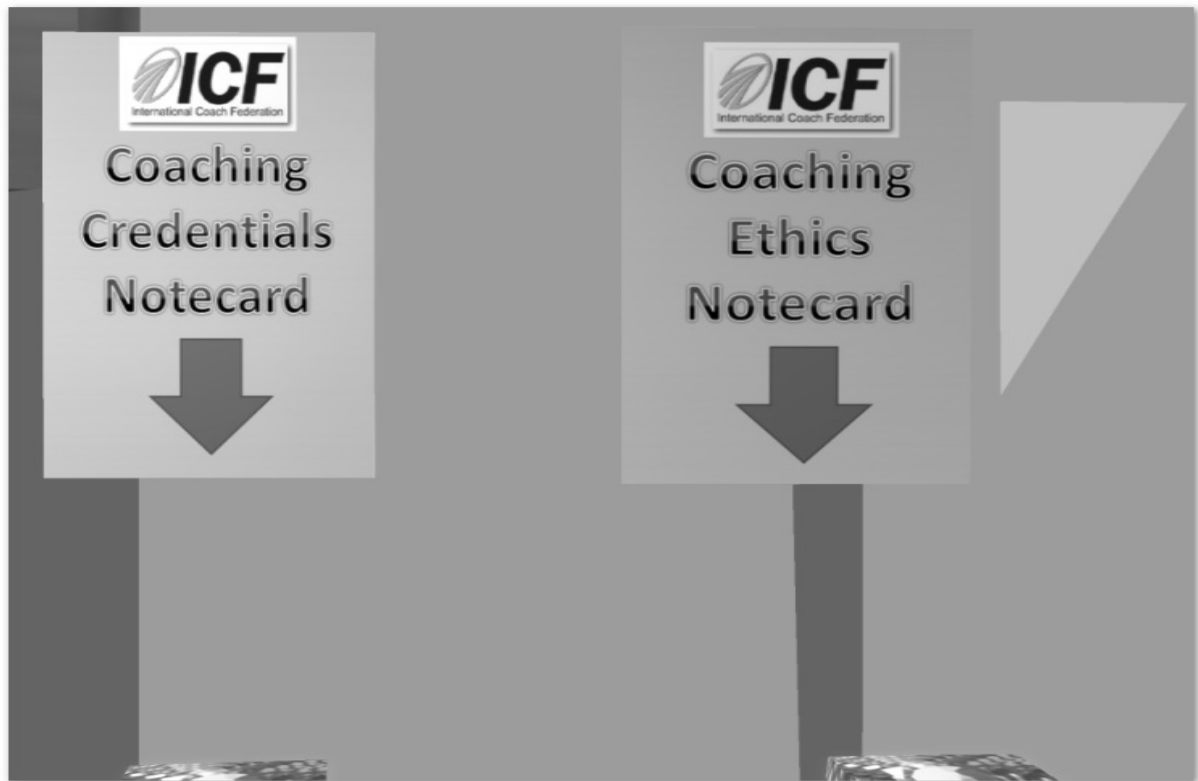 ICF
International Coach Federation
Coaching
Credentials
Notecard
ICF
International Coach Federation
Coaching
Ethics
Notecard